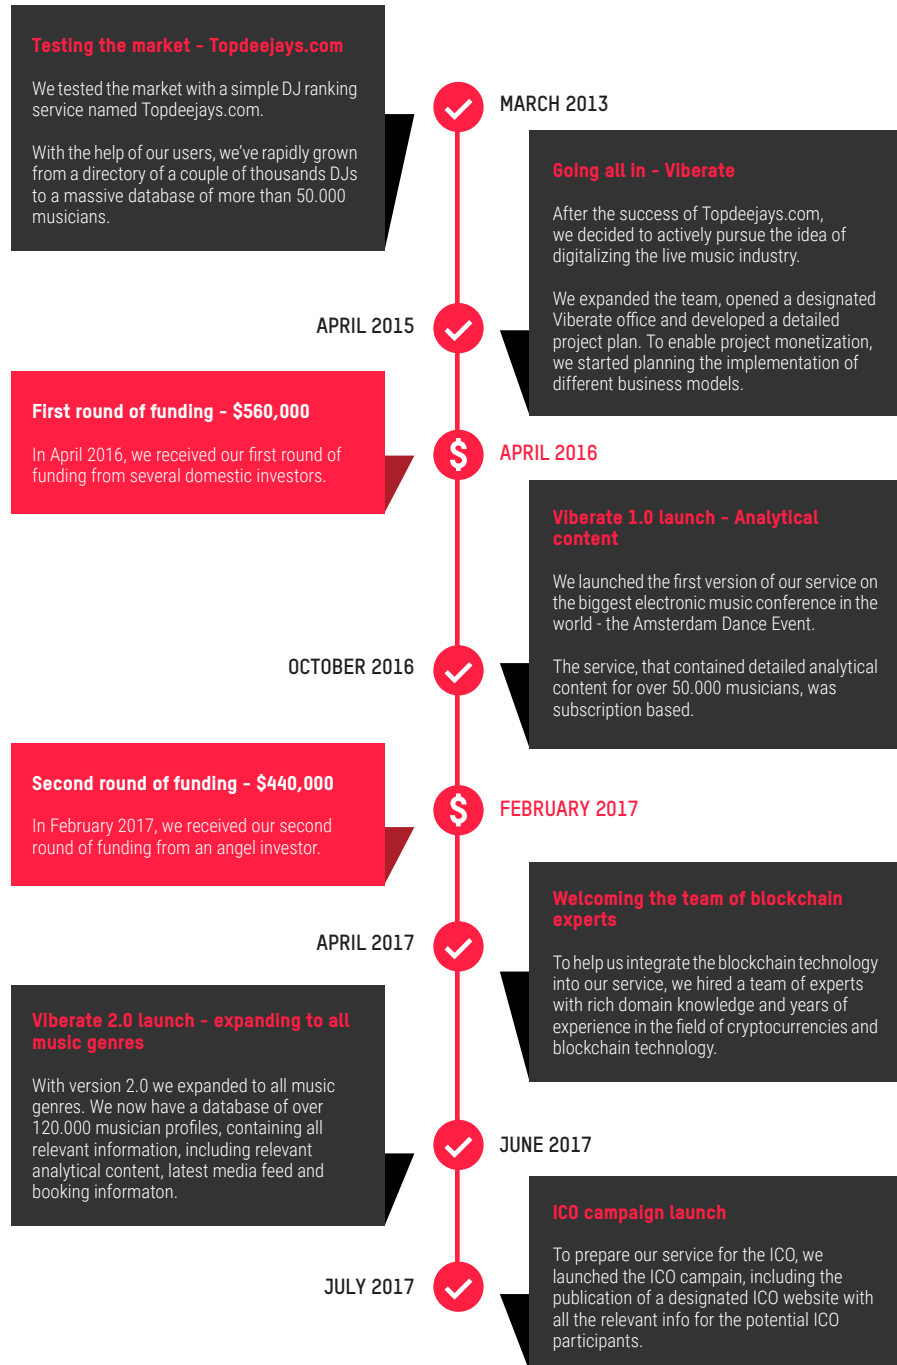 Testing the market - Topdeejays.com
We tested the market with a simple DJ ranking
service named Topdeejays.com.
With the help of our users, we've rapidly grown
from a directory of a couple of thousands DJs
to a massive database of more than 50.000
musicians.
MARCH 2013
Going all in - Viberate
After the success of Topdeejays.com,
we decided to actively pursue the idea of
digitalizing the live music industry.
We expanded the team, opened a designated
Viberate office and developed a detailed
project plan. To enable project monetization,
we started planning the implementation of
different business models.
APRIL 2015
First round of funding - $560,000
In April 2016, we received our first round of
funding from several domestic investors.
$
APRIL 2016
Viberate 1.0 launch - Analytical
content
We launched the first version of our service on
the biggest electronic music conference in the
world - the Amsterdam Dance Event.
The service, that contained detailed analytical
content for over 50.000 musicians, was
subscription based.
OCTOBER 2016
Second round of funding - $440,000
In February 2017, we received our second
round of funding from an angel investor.
$
FEBRUARY 2017
Welcoming the team of blockchain
experts
To help us integrate the blockchain technology
into our service, we hired a team of experts
with rich domain knowledge and years of
experience in the field of cryptocurrencies and
blockchain technology.
APRIL 2017
Viberate 2.0 launch - expanding to all
music genres
With version 2.0 we expanded to all music
genres. We now have a database of over
120.000 musician profiles, containing all
relevant information, including relevant
analytical content, latest media feed and
booking informaton.
JUNE 2017
ICO campaign launch
To prepare our service for the ICO, we
launched the ICO campain, including the
publication of a designated ICO website with
all the relevant info for the potential ICO
participants.
JULY 2017